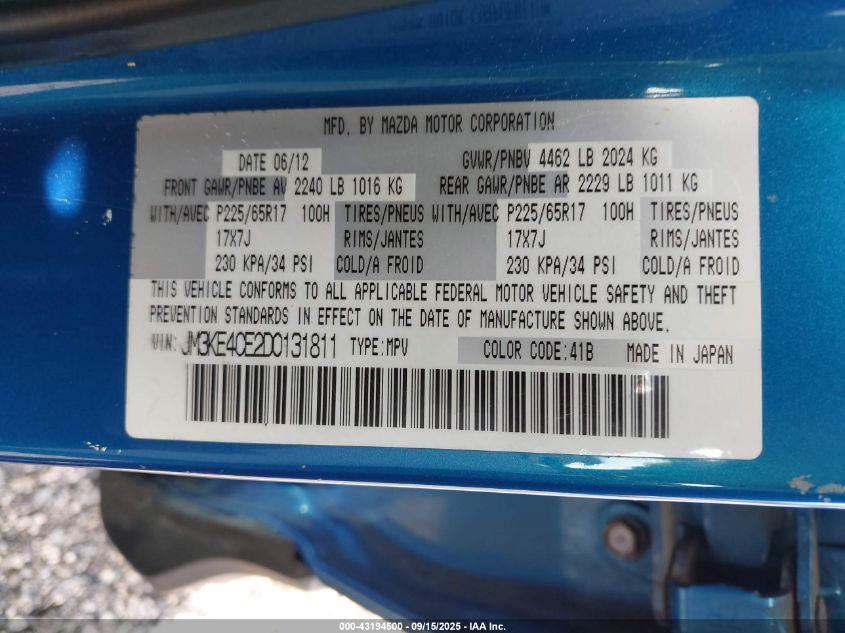 MFD. BY MAZDA MOTOR CORPORATION
DATE 06/12 GVWR/PNBV 4462 LB 2024 KG
FRONT GAWR/PNBE AV 2240 LB 1016 KG REAR GAWR/PNBE AR 2229 LB 1011 KG
WITH/AVEC P225/65R17 100H TIRES/PNEUS WITH/AVEC P225/65R17 100H TIRES/PNEUS
17X7J RIMS/JANTES 17X7J RIMS/JANTES
230 KPA/34 PSI COLD/A FROID 230 KPA/34 PSI COLD/A FROID
THIS VEHICLE CONFORMS TO ALL APPLICABLE FEDERAL MOTOR VEHICLE SAFETY AND THEFT
PREVENTION STANDARDS IN EFFECT ON THE DATE OF MANUFACTURE SHOWN ABOVE.
VIN: JM3KE4CE2D0131811 TYPE:MPV COLOR CODE:41B MADE IN JAPAN
000-43194500 - 09/15/2025 - IAA Inc.